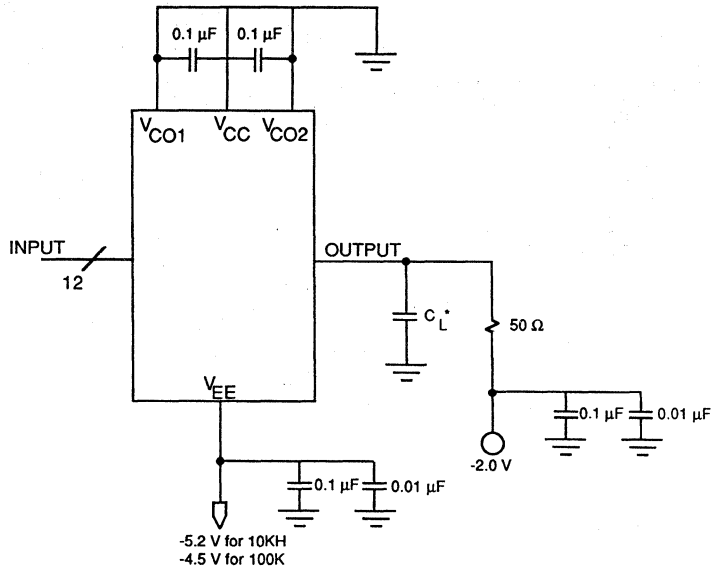 0.1 µF 0.1 µF
VCO1 VCC VCO2
INPUT
12
OUTPUT
CL*
50 Ω
VEE
0.1 µF 0.01 µF
-2.0 V
0.1 µF 0.01 µF
-5.2 V for 10KH
-4.5 V for 100K